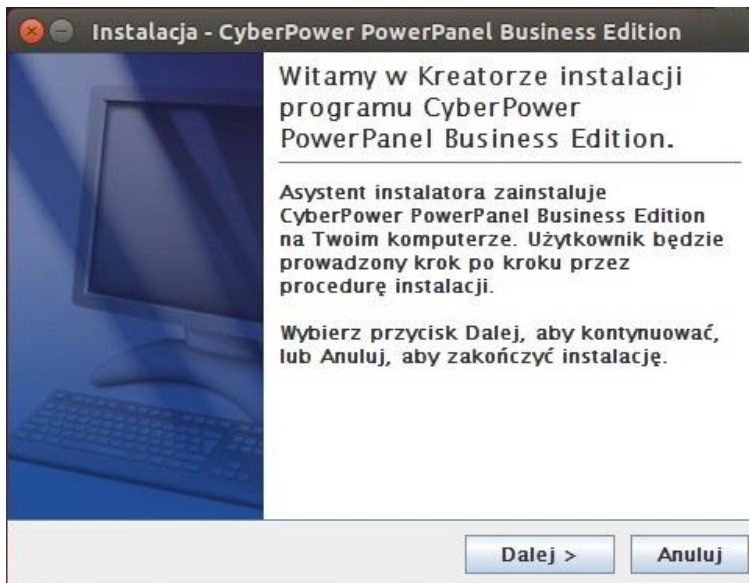 Instalacja - CyberPower PowerPanel Business Edition
Witamy w Kreatorze instalacji
programu CyberPower
PowerPanel Business Edition.
Asystent instalatora zainstaluje
CyberPower PowerPanel Business Edition
na Twoim komputerze. Użytkownik będzie
prowadzony krok po kroku przez
procedurę instalacji.
Wybierz przycisk Dalej, aby kontynuować,
lub Anuluj, aby zakończyć instalację.
Dalej >
Anuluj